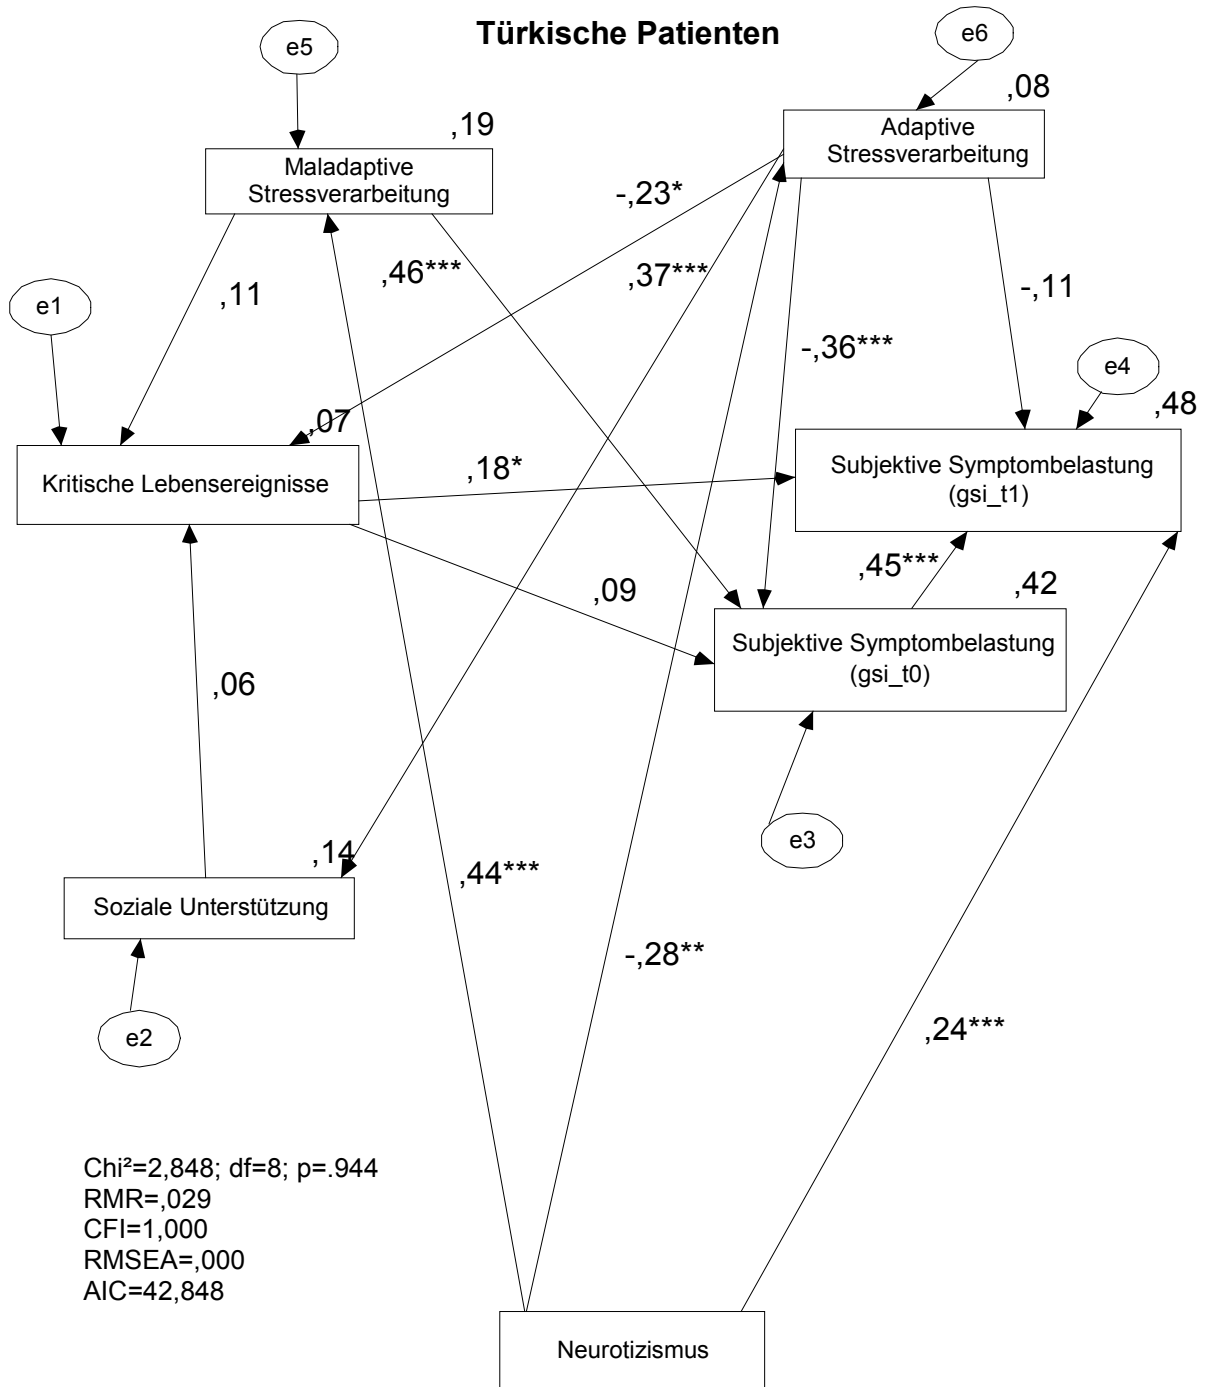 Türkische Patienten
e5
e6
,08
,19
Adaptive
Stressverarbeitung
Maladaptive
Stressverarbeitung
-,23*
,46***
,37***
,11
-,11
e1
-,36***
e4
,48
,07
Kritische Lebensereignisse
,18*
Subjektive Symptombelastung
(gsi_t1)
,45***
,09
,42
Subjektive Symptombelastung
(gsi_t0)
,06
e3
,14
,44***
Soziale Unterstützung
-,28**
e2
,24***
Chi²=2,848; df=8; p=.944
RMR=,029
CFI=1,000
RMSEA=,000
AIC=42,848
Neurotizismus